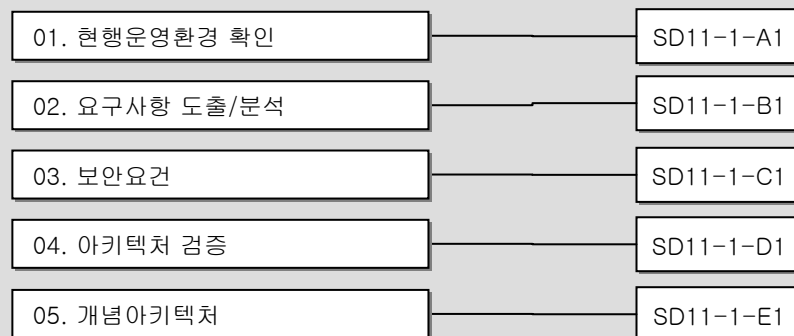 01. 현행운영환경 확인 SD11-1-A1
02. 요구사항 도출/분석 SD11-1-B1
03. 보안요건 SD11-1-C1
04. 아키텍처 검증 SD11-1-D1
05. 개념아키텍처 SD11-1-E1